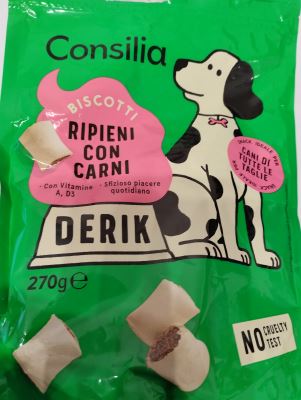 Consilia
BISCOTTI
RIPIENI
CON
CARNI
· Con Vitamine
A, D3
· Sfizioso piacere
quotidiano
SNACK IDEALE PER
CANI DI
TUTTE LE
TAGLIE
DERIK
270g℮
NO CRUELTY
TEST